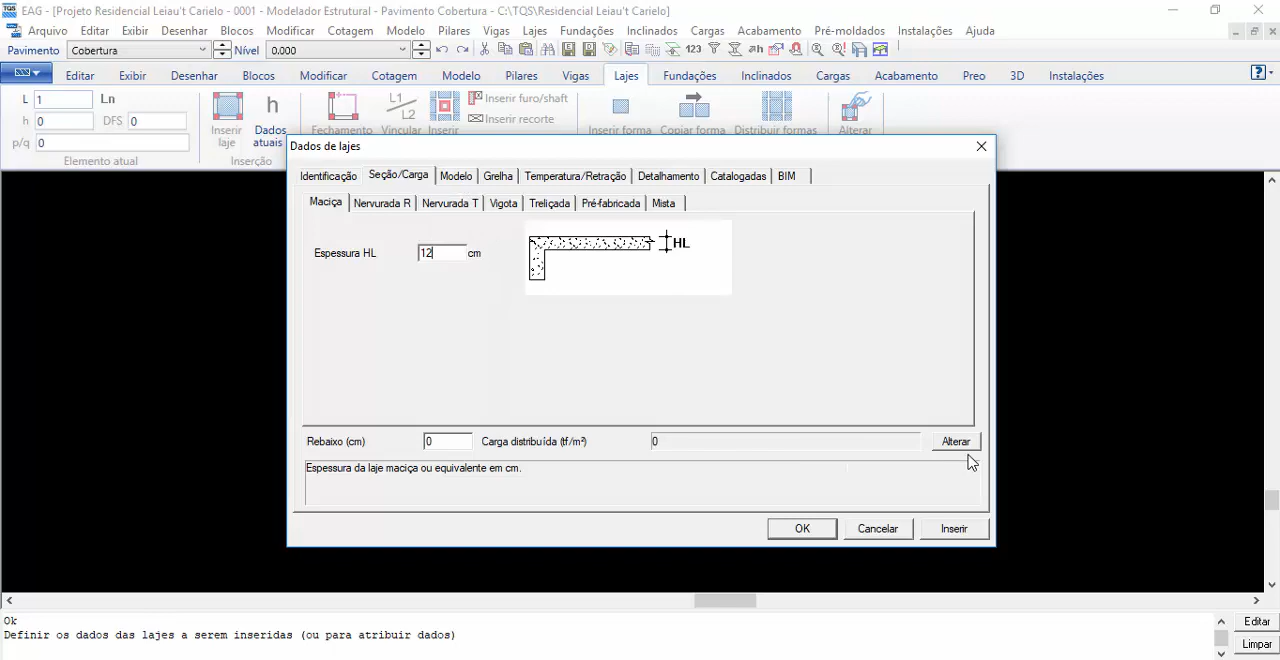 TQS EAG - [Projeto Residencial Leiau't Carielo - 0001 - Modelador Estrutural - Pavimento Cobertura - C:\TQS\Residencial Leiau't Carielo]
Arquivo Editar Exibir Desenhar Blocos Modificar Cotagem Modelo Pilares Vigas Lajes Fundações Inclinados Cargas Acabamento Pré-moldados Instalações Ajuda
Pavimento Cobertura Nível 0.000 123
Editar Exibir Desenhar Blocos Modificar Cotagem Modelo Pilares Vigas Lajes Fundações Inclinados Cargas Acabamento Preo 3D Instalações
L 1 Ln
h 0 DFS 0
p/q 0
Elemento atual
Inserir laje
h Dados atuais
Inserção
Fechamento
L1/L2 Vincular
Inserir
Inserir furo/shaft
Inserir recorte
Inserir forma
Copiar forma
Distribuir formas
Alterar
Dados de lajes
Identificação Seção/Carga Modelo Grelha Temperatura/Retração Detalhamento Catalogadas BIM
Maciça Nervurada R Nervurada T Vigota Treliçada Pré-fabricada Mista
Espessura HL 12 cm
HL
Rebaixo (cm) 0 Carga distribuída (tf/m²) 0 Alterar
Espessura da laje maciça ou equivalente em cm.
OK Cancelar Inserir
Ok
Definir os dados das lajes a serem inseridas (ou para atribuir dados)
Editar
Limpar